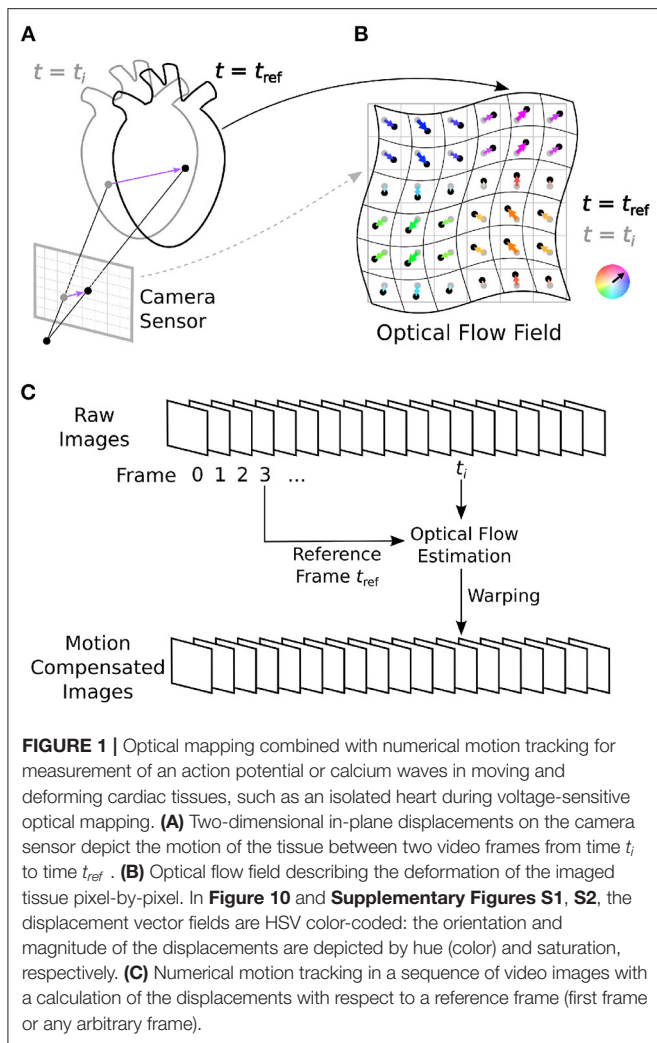 A
t = ti
t = tref
Camera
Sensor
B
t = tref
t = ti
Optical Flow Field
C
Raw
Images
Frame 0 1 2 3 ...
ti
Reference
Frame tref
Optical Flow
Estimation
Warping
Motion
Compensated
Images
FIGURE 1 | Optical mapping combined with numerical motion tracking for
measurement of an action potential or calcium waves in moving and
deforming cardiac tissues, such as an isolated heart during voltage-sensitive
optical mapping. (A) Two-dimensional in-plane displacements on the camera
sensor depict the motion of the tissue between two video frames from time ti
to time tref . (B) Optical flow field describing the deformation of the imaged
tissue pixel-by-pixel. In Figure 10 and Supplementary Figures S1, S2, the
displacement vector fields are HSV color-coded: the orientation and
magnitude of the displacements are depicted by hue (color) and saturation,
respectively. (C) Numerical motion tracking in a sequence of video images with
a calculation of the displacements with respect to a reference frame (first frame
or any arbitrary frame).